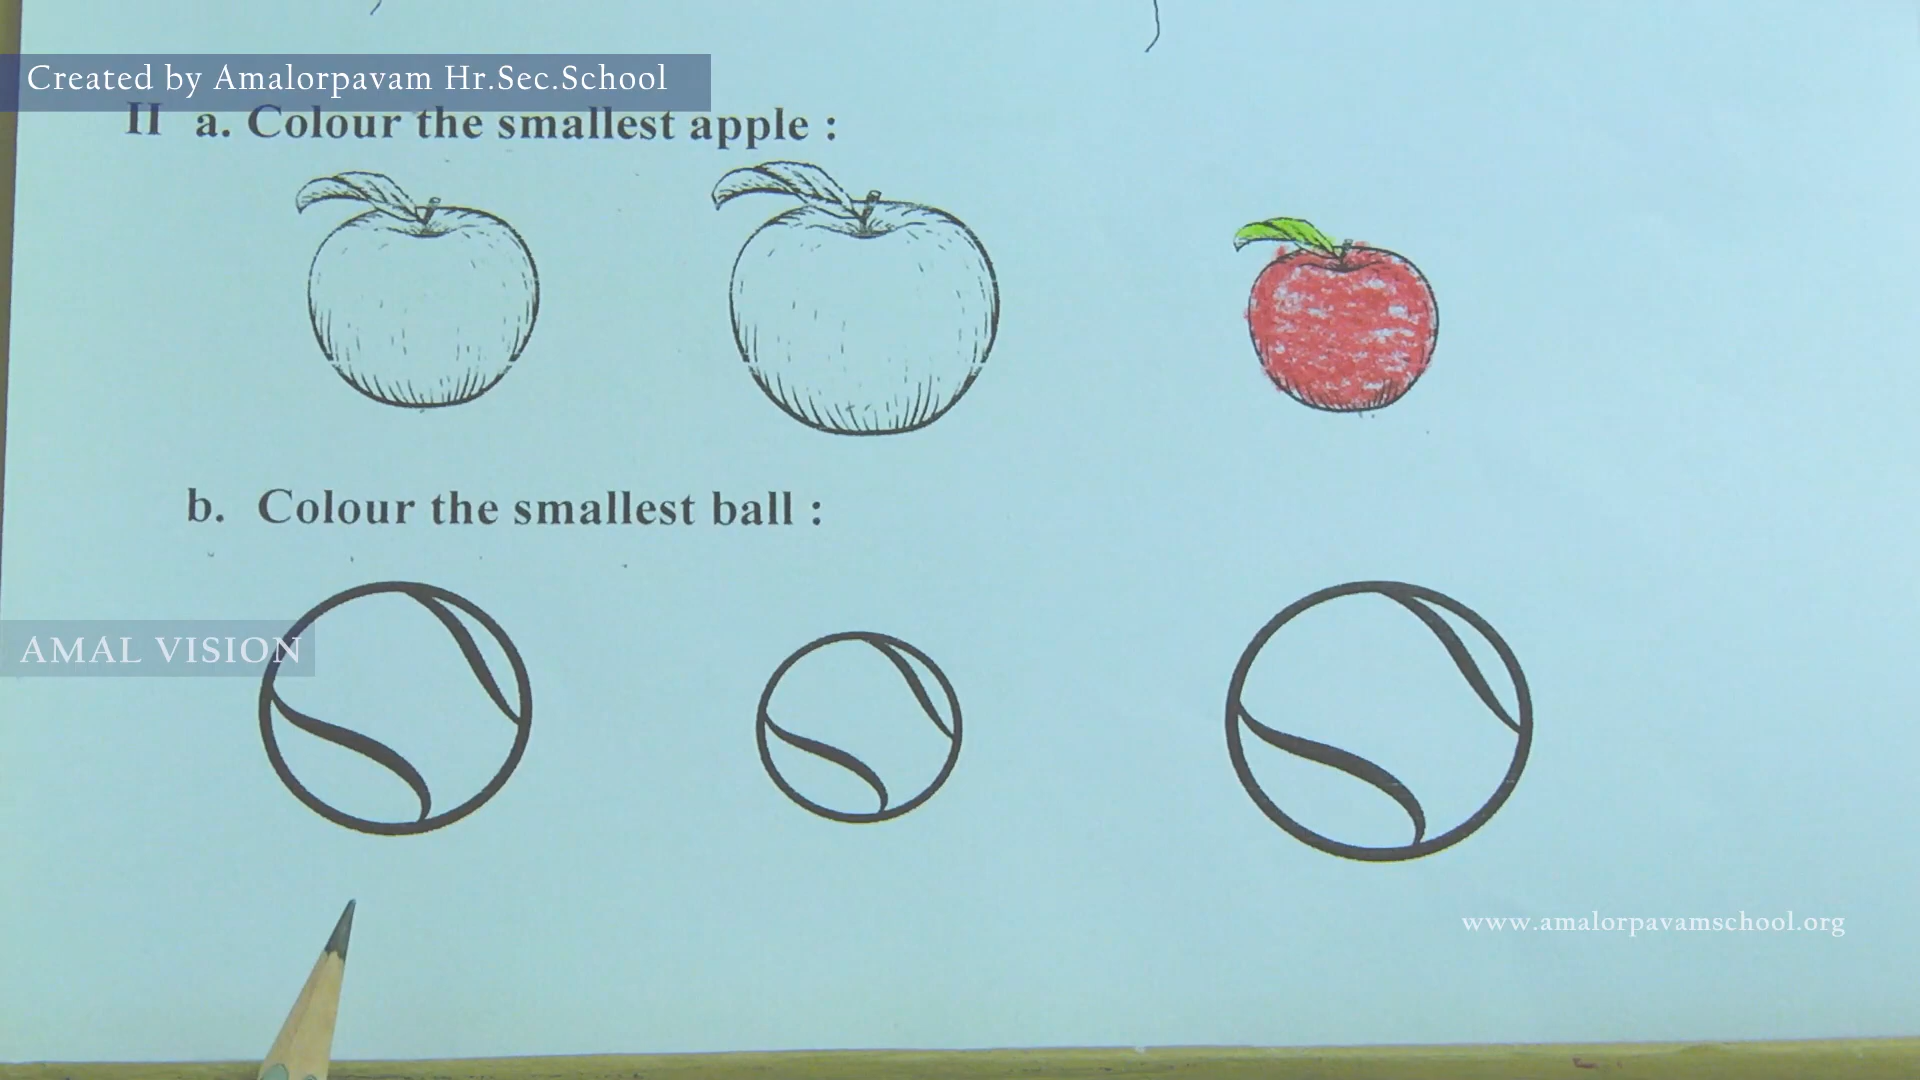 Created by Amalorpavam Hr.Sec.School
II a. Colour the smallest apple :
b. Colour the smallest ball :
AMAL VISION
www.amalorpavamschool.org